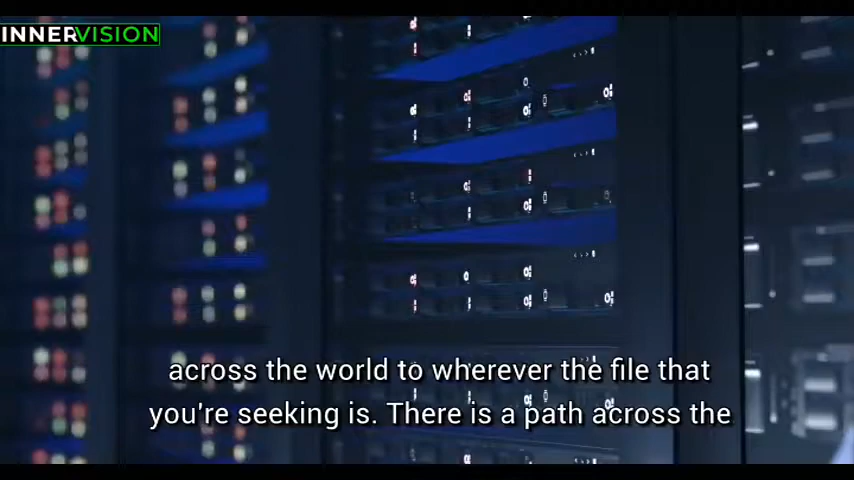 INNERVISION
across the world to wherever the file that
you're seeking is. There is a path across the